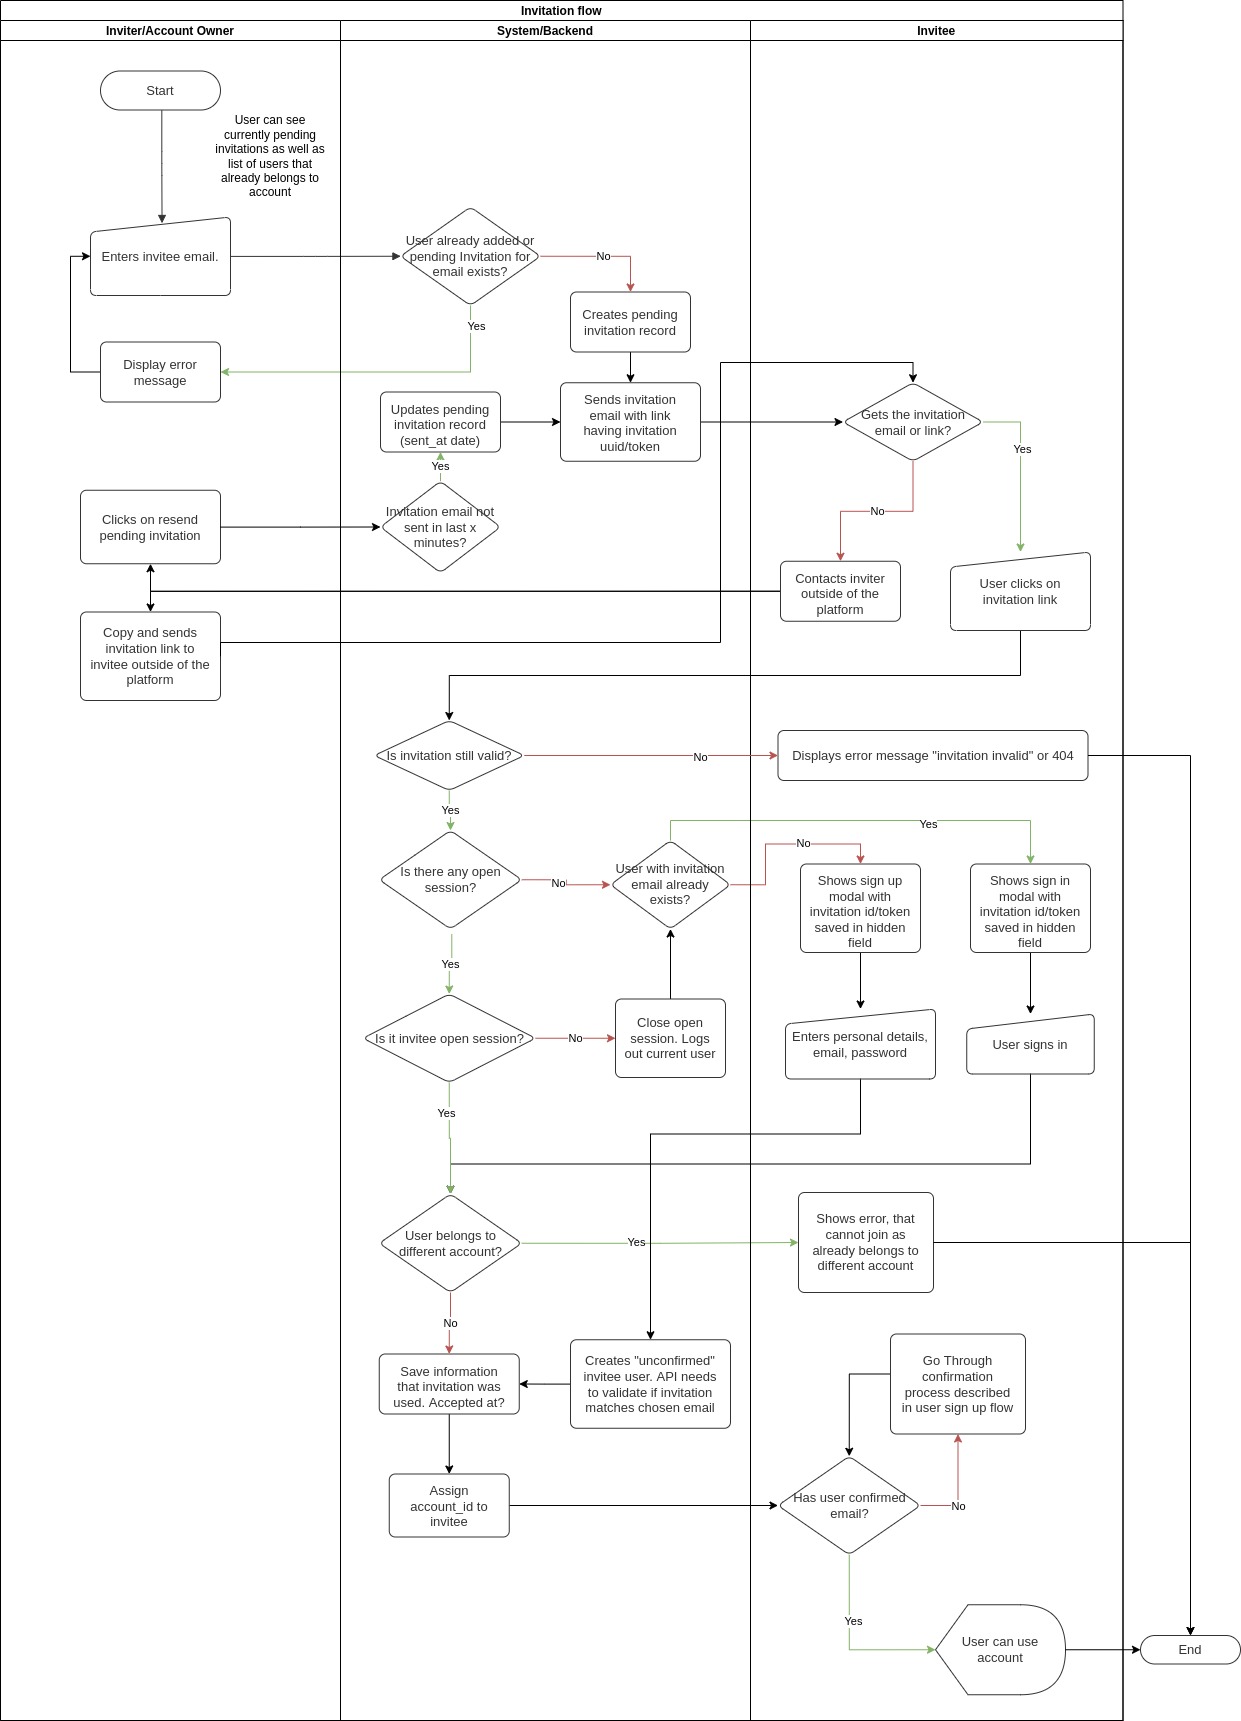 Invitation flow
Inviter/Account Owner
System/Backend
Invitee
Start
User can see
currently pending
invitations as well as
list of users that
already belongs to
account
Enters invitee email.
User already added or
pending Invitation for
email exists?
No
Creates pending
invitation record
Yes
Display error
message
Updates pending
invitation record
(sent_at date)
Sends invitation
email with link
having invitation
uuid/token
Gets the invitation
email or link?
Yes
Yes
No
Clicks on resend
pending invitation
Invitation email not
sent in last x
minutes?
Contacts inviter
outside of the
platform
User clicks on
invitation link
Copy and sends
invitation link to
invitee outside of the
platform
Is invitation still valid?
No
Displays error message "invitation invalid" or 404
Yes
Yes
No
Is there any open
session?
No
User with invitation
email already
exists?
Shows sign up
modal with
invitation id/token
saved in hidden
field
Shows sign in
modal with
invitation id/token
saved in hidden
field
Yes
Is it invitee open session?
No
Close open
session. Logs
out current user
Enters personal details,
email, password
User signs in
Yes
User belongs to
different account?
Yes
Shows error, that
cannot join as
already belongs to
different account
No
Save information
that invitation was
used. Accepted at?
Creates "unconfirmed"
invitee user. API needs
to validate if invitation
matches chosen email
Go Through
confirmation
process described
in user sign up flow
Assign
account_id to
invitee
Has user confirmed
email?
No
Yes
User can use
account
End